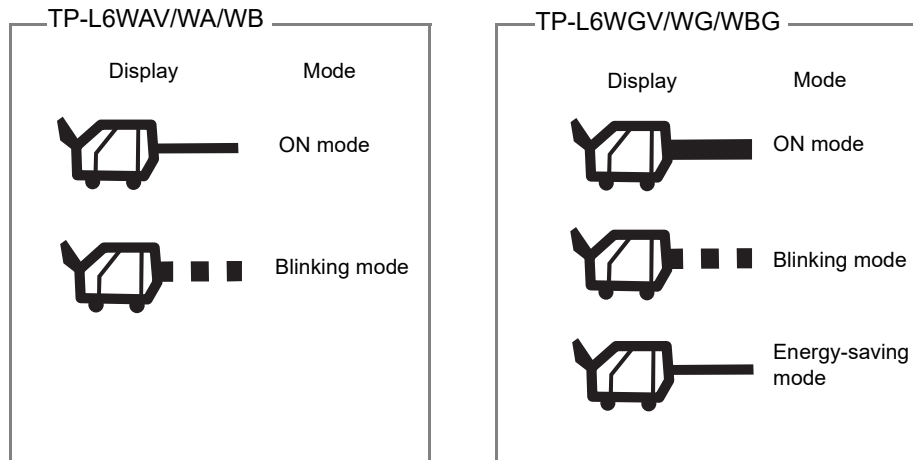 TP-L6WAV/WA/WB
Display Mode
ON mode
Blinking mode
TP-L6WGV/WG/WBG
Display Mode
ON mode
Blinking mode
Energy-saving
mode